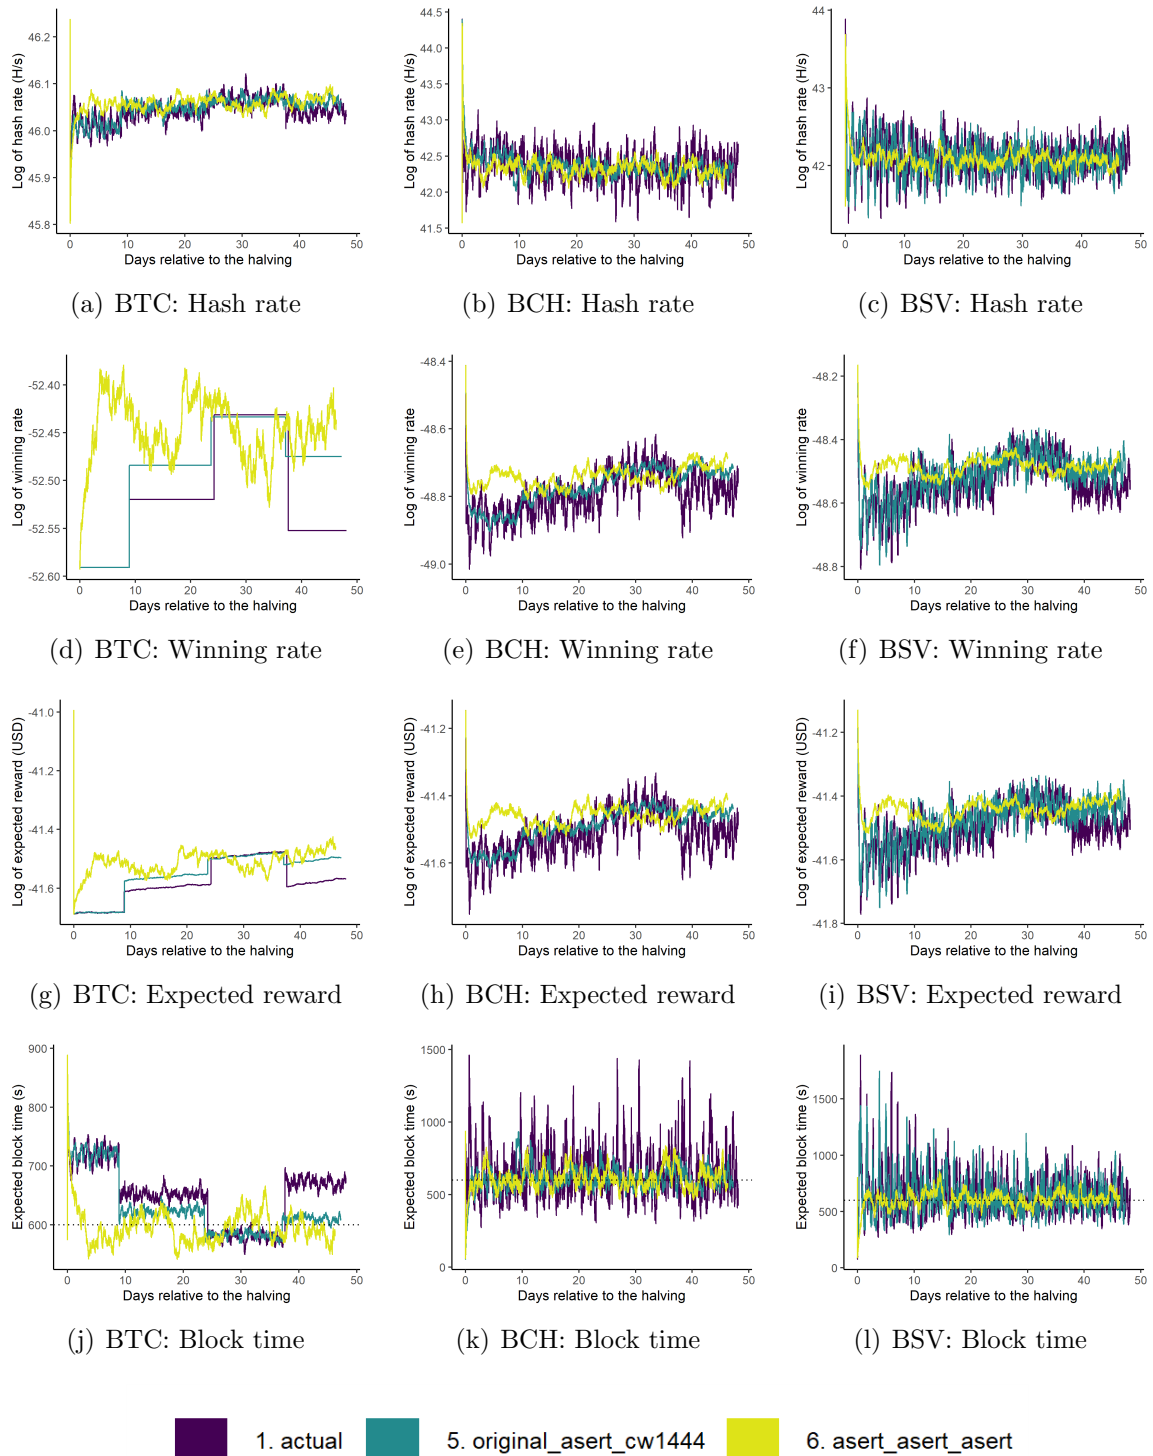 Log of hash rate (H/s)
46.2
46.1
46.0
45.9
45.8
0 10 20 30 40 50
Days relative to the halving
(a) BTC: Hash rate
Log of hash rate (H/s)
44.5
44.0
43.5
43.0
42.5
42.0
41.5
0 10 20 30 40 50
Days relative to the halving
(b) BCH: Hash rate
Log of hash rate (H/s)
44
43
42
0 10 20 30 40 50
Days relative to the halving
(c) BSV: Hash rate
Log of winning rate
-52.40
-52.45
-52.50
-52.55
-52.60
0 10 20 30 40 50
Days relative to the halving
(d) BTC: Winning rate
Log of winning rate
-48.4
-48.6
-48.8
-49.0
0 10 20 30 40 50
Days relative to the halving
(e) BCH: Winning rate
Log of winning rate
-48.2
-48.4
-48.6
-48.8
0 10 20 30 40 50
Days relative to the halving
(f) BSV: Winning rate
Log of expected reward (USD)
-41.0
-41.2
-41.4
-41.6
0 10 20 30 40 50
Days relative to the halving
(g) BTC: Expected reward
Log of expected reward (USD)
-41.2
-41.4
-41.6
0 10 20 30 40 50
Days relative to the halving
(h) BCH: Expected reward
Log of expected reward (USD)
-41.2
-41.4
-41.6
-41.8
0 10 20 30 40 50
Days relative to the halving
(i) BSV: Expected reward
Expected block time (s)
900
800
700
600
0 10 20 30 40 50
Days relative to the halving
(j) BTC: Block time
Expected block time (s)
1500
1000
500
0
0 10 20 30 40 50
Days relative to the halving
(k) BCH: Block time
Expected block time (s)
1500
1000
500
0
0 10 20 30 40 50
Days relative to the halving
(l) BSV: Block time
1. actual 5. original_asert_cw1444 6. asert_asert_asert